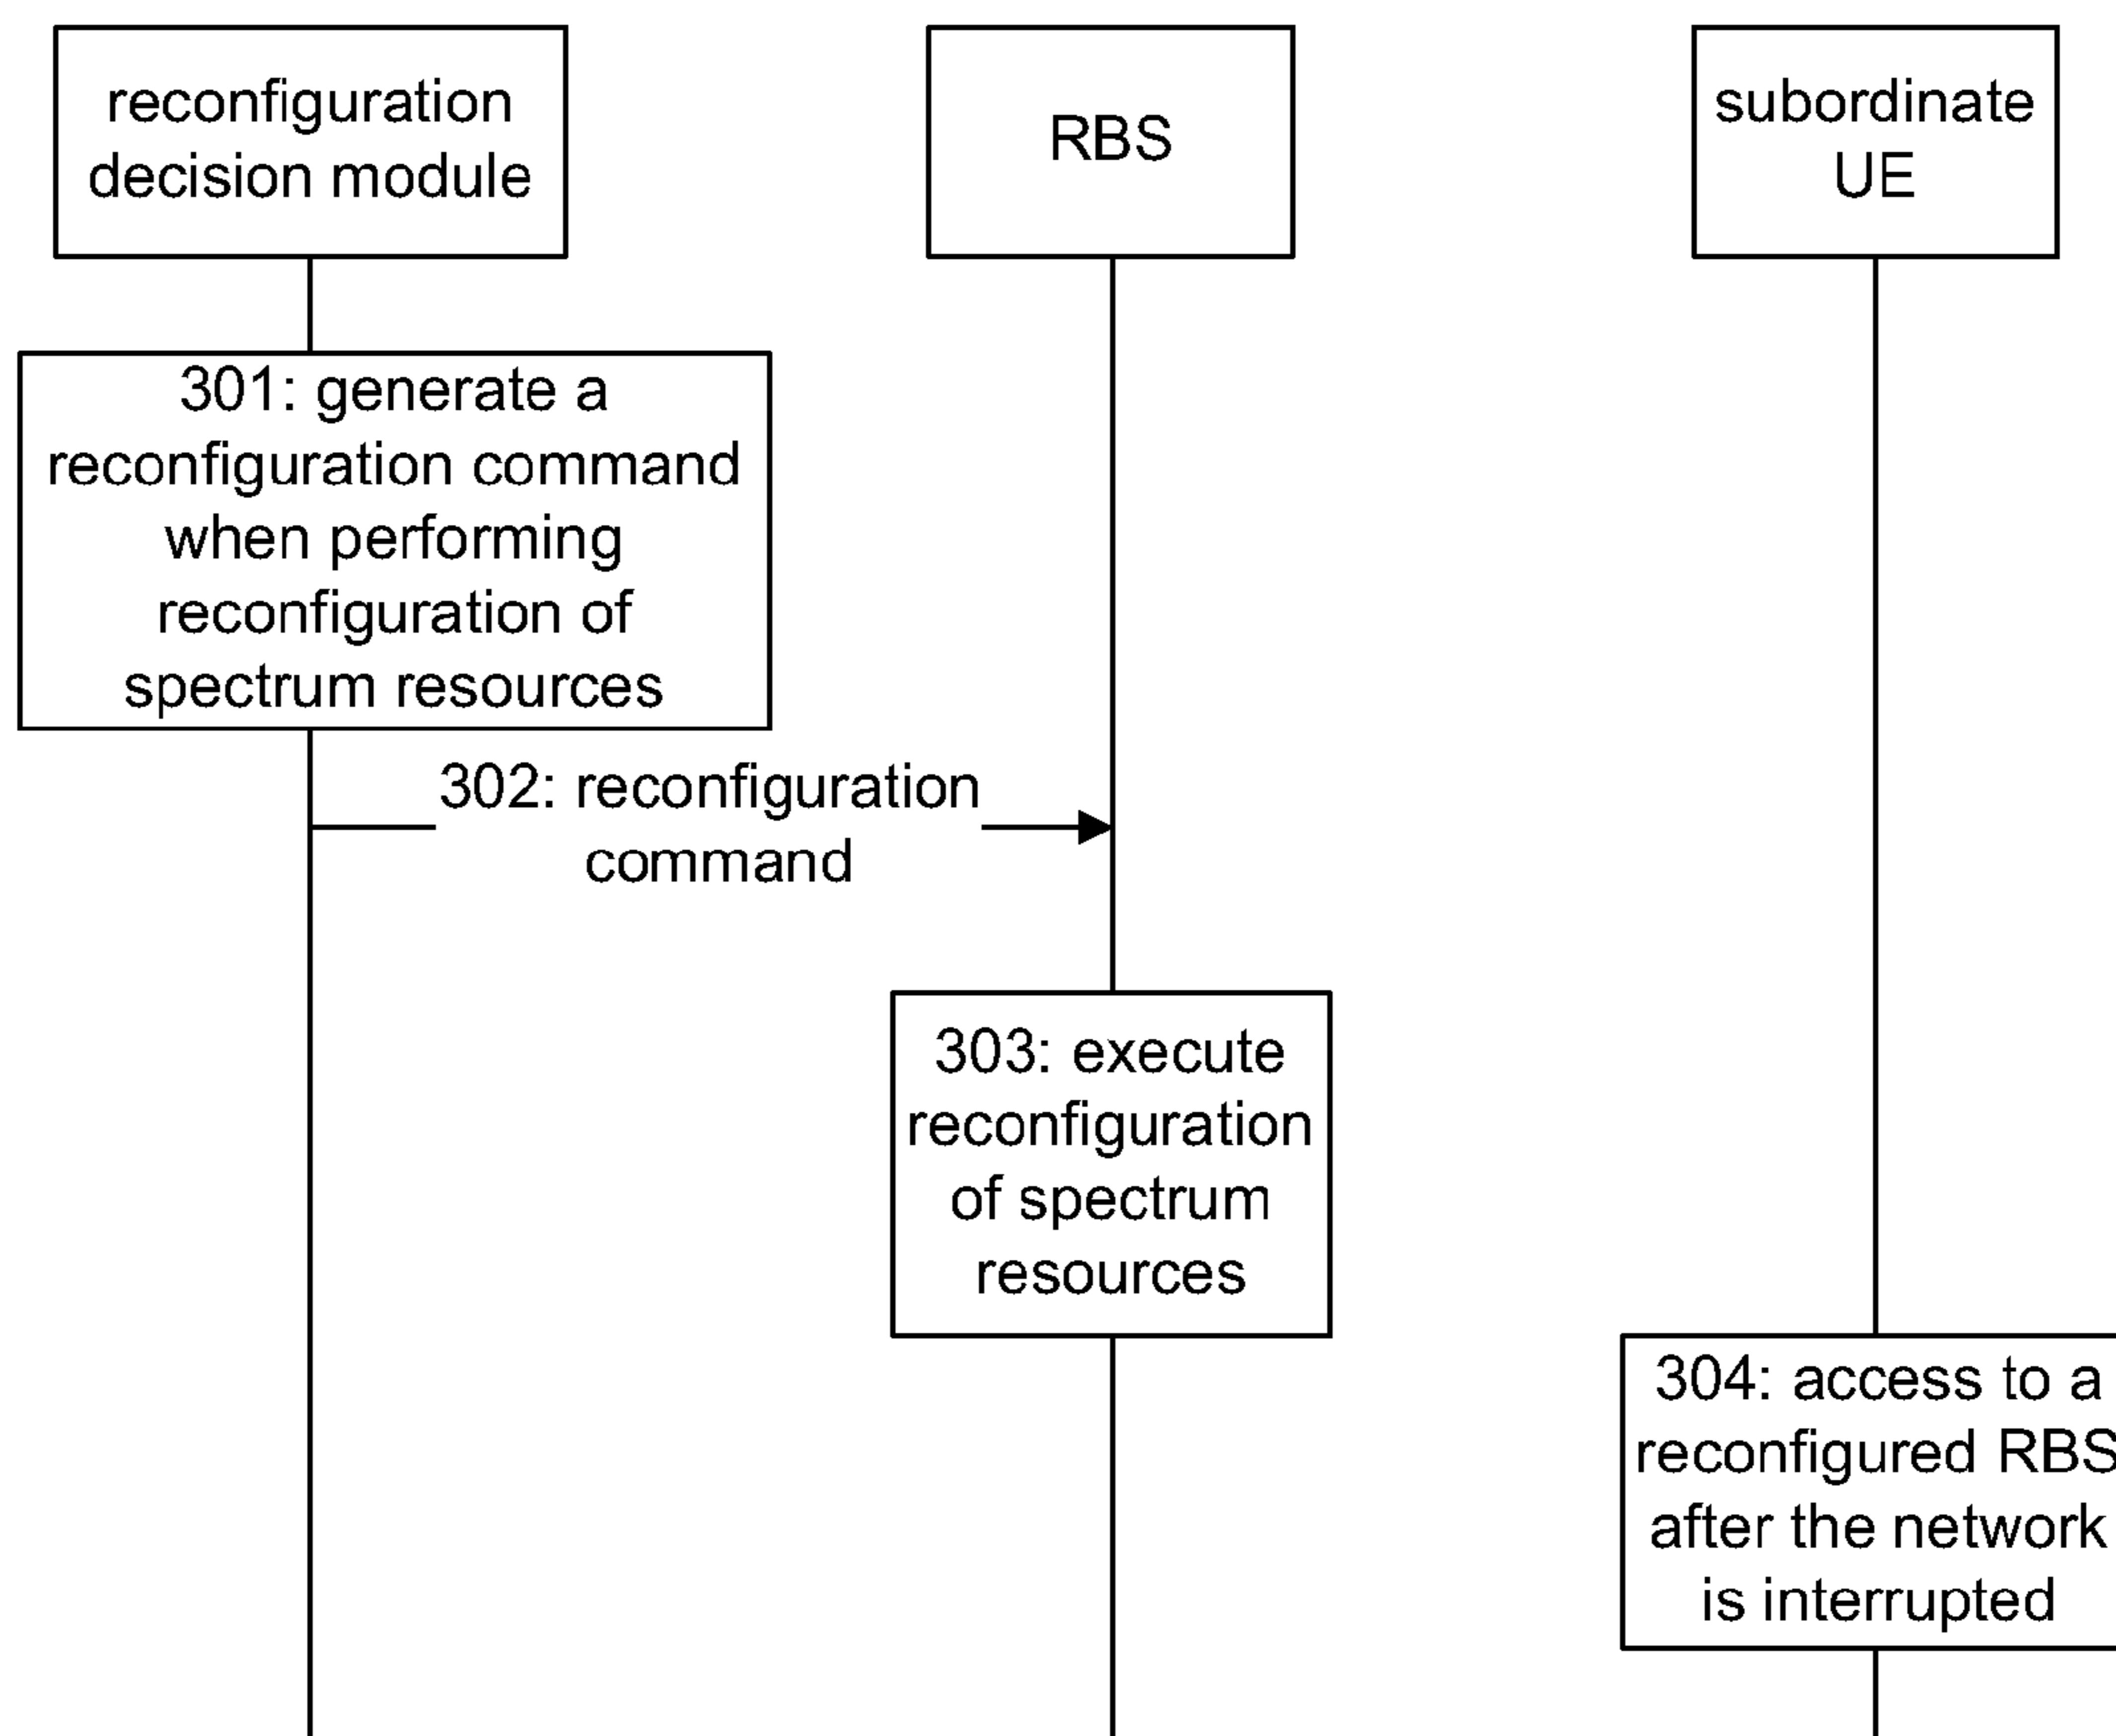 reconfiguration
decision module
RBS
subordinate
UE
301: generate a
reconfiguration command
when performing
reconfiguration of
spectrum resources
302: reconfiguration
command
303: execute
reconfiguration
of spectrum
resources
304: access to a
reconfigured RBS
after the network
is interrupted